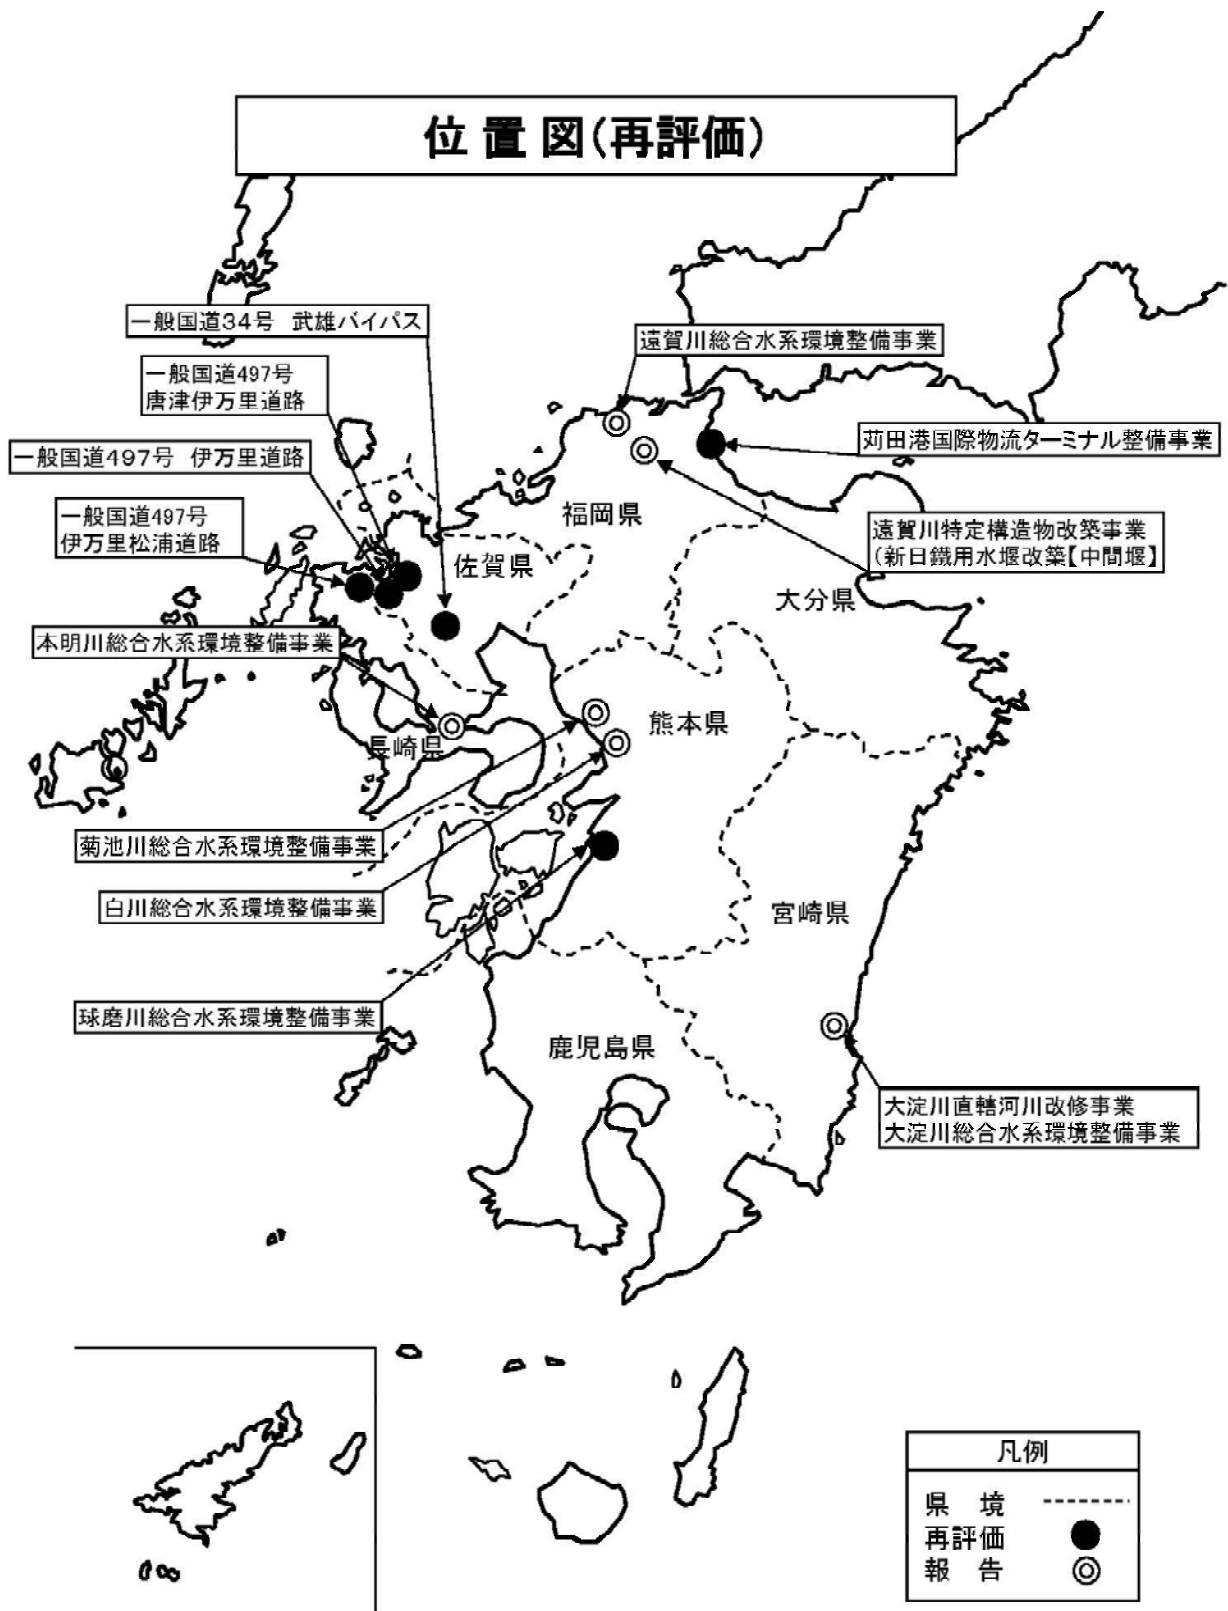 位置図(再評価)
一般国道34号 武雄バイパス
遠賀川総合水系環境整備事業
一般国道497号
唐津伊万里道路
苅田港国際物流ターミナル整備事業
一般国道497号 伊万里道路
一般国道497号
伊万里松浦道路
福岡県
遠賀川特定構造物改築事業
(新日鐵用水堰改築【中間堰】
佐賀県
大分県
本明川総合水系環境整備事業
熊本県
長崎県
菊池川総合水系環境整備事業
白川総合水系環境整備事業
宮崎県
球磨川総合水系環境整備事業
鹿児島県
大淀川直轄河川改修事業
大淀川総合水系環境整備事業
凡例
県 境
再評価
報 告